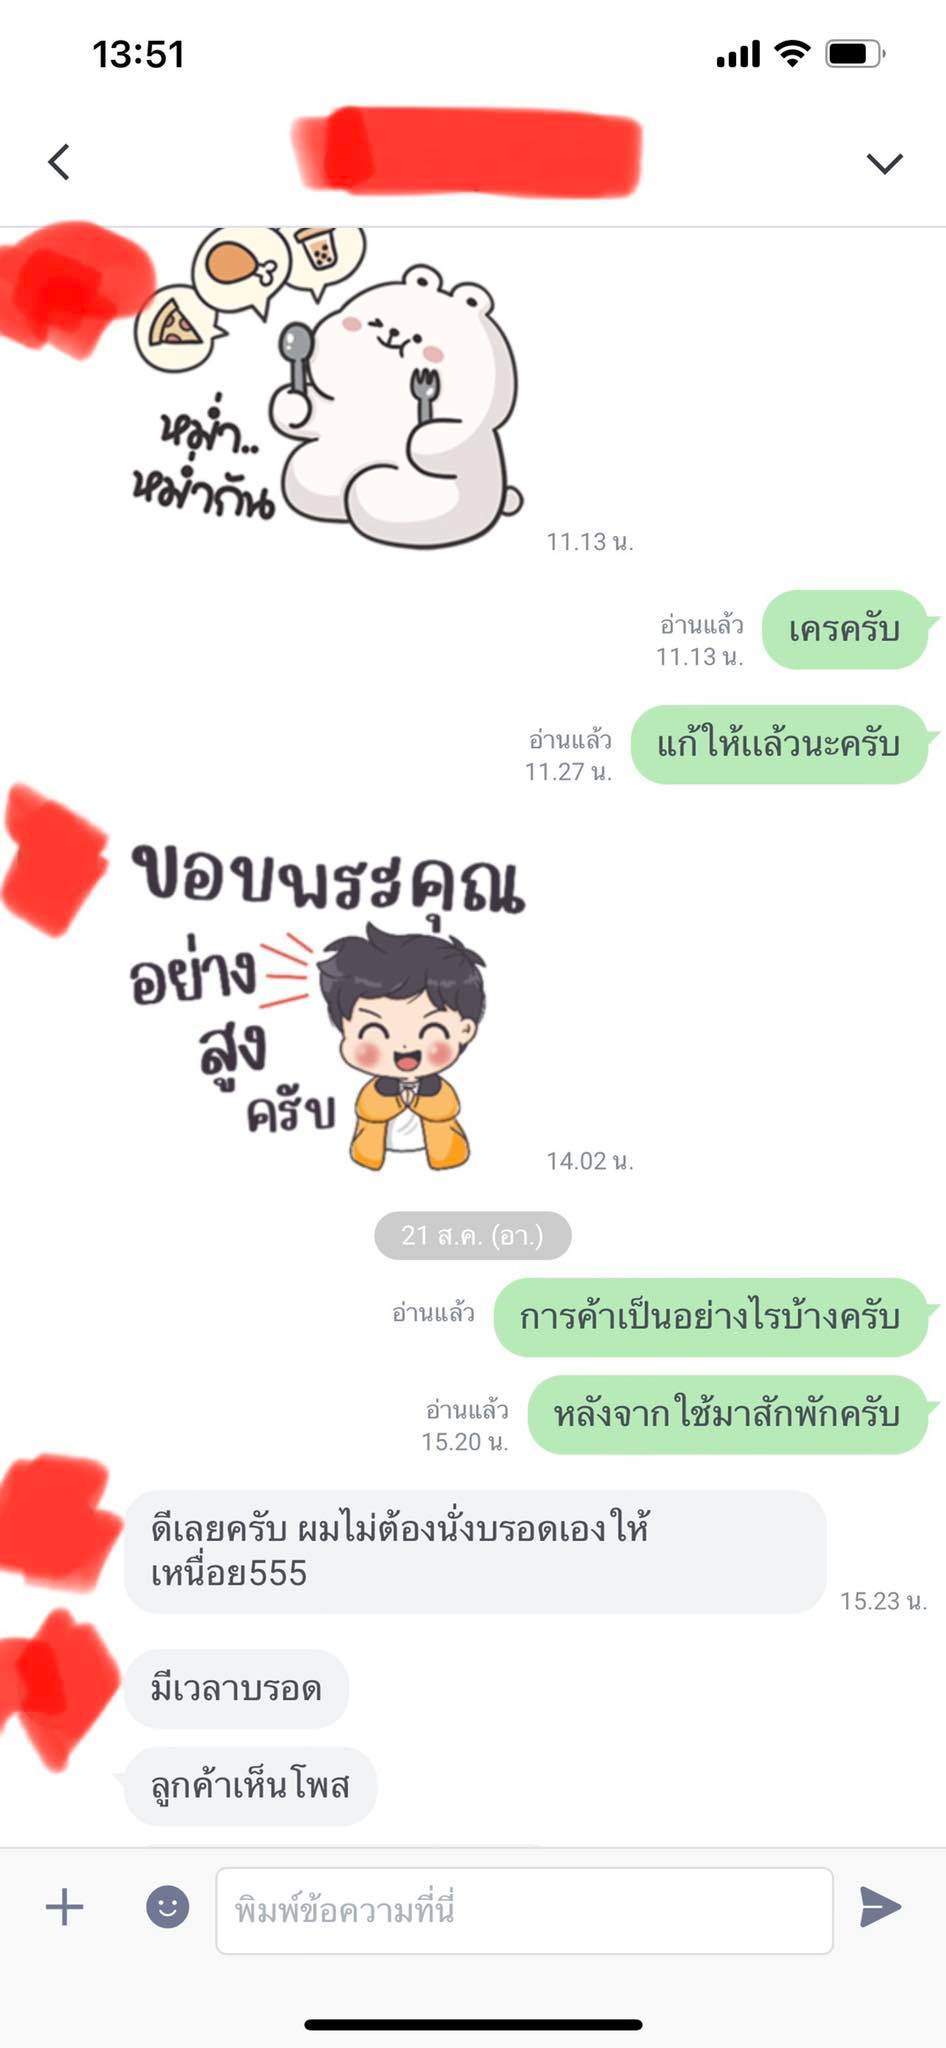 13:51
หม่ำ..
หม่ำกัน
11.13 น.
เครครับ
อ่านแล้ว
11.13 น.
แก้ให้แล้วนะครับ
อ่านแล้ว
11.27 น.
ขอบพระคุณ
อย่าง
สูง
ครับ
14.02 น.
21 ส.ค. (อา.)
การค้าเป็นอย่างไรบ้างครับ
อ่านแล้ว
หลังจากใช้มาสักพักครับ
อ่านแล้ว
15.20 น.
ดีเลยครับ ผมไม่ต้องนั่งบรอดเองให้
เหนื่อย555
15.23 น.
มีเวลาบรอด
ลูกค้าเห็นโพส
พิมพ์ข้อความที่นี่